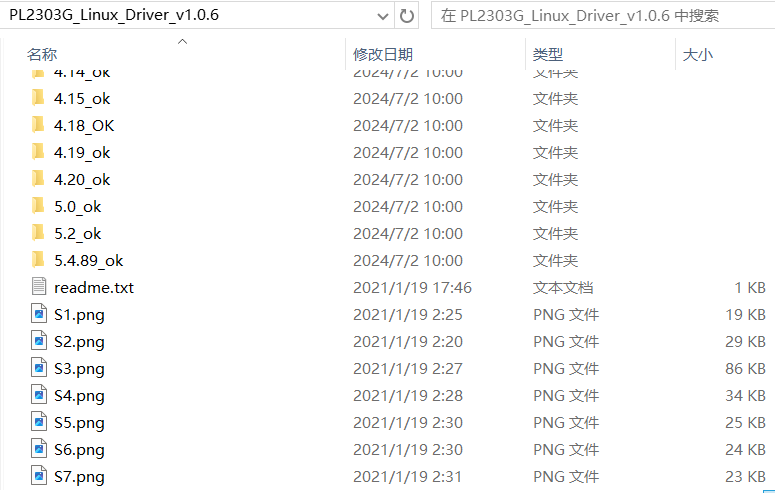 PL2303G_Linux_Driver_v1.0.6 在 PL2303G_Linux_Driver_v1.0.6 中搜索
名称 修改日期 类型 大小
4.14_ok 2024/7/2 10:00 文件夹
4.15_ok 2024/7/2 10:00 文件夹
4.18_OK 2024/7/2 10:00 文件夹
4.19_ok 2024/7/2 10:00 文件夹
4.20_ok 2024/7/2 10:00 文件夹
5.0_ok 2024/7/2 10:00 文件夹
5.2_ok 2024/7/2 10:00 文件夹
5.4.89_ok 2024/7/2 10:00 文件夹
readme.txt 2021/1/19 17:46 文本文档 1 KB
S1.png 2021/1/19 2:25 PNG 文件 19 KB
S2.png 2021/1/19 2:20 PNG 文件 29 KB
S3.png 2021/1/19 2:27 PNG 文件 86 KB
S4.png 2021/1/19 2:28 PNG 文件 34 KB
S5.png 2021/1/19 2:30 PNG 文件 25 KB
S6.png 2021/1/19 2:30 PNG 文件 24 KB
S7.png 2021/1/19 2:31 PNG 文件 23 KB